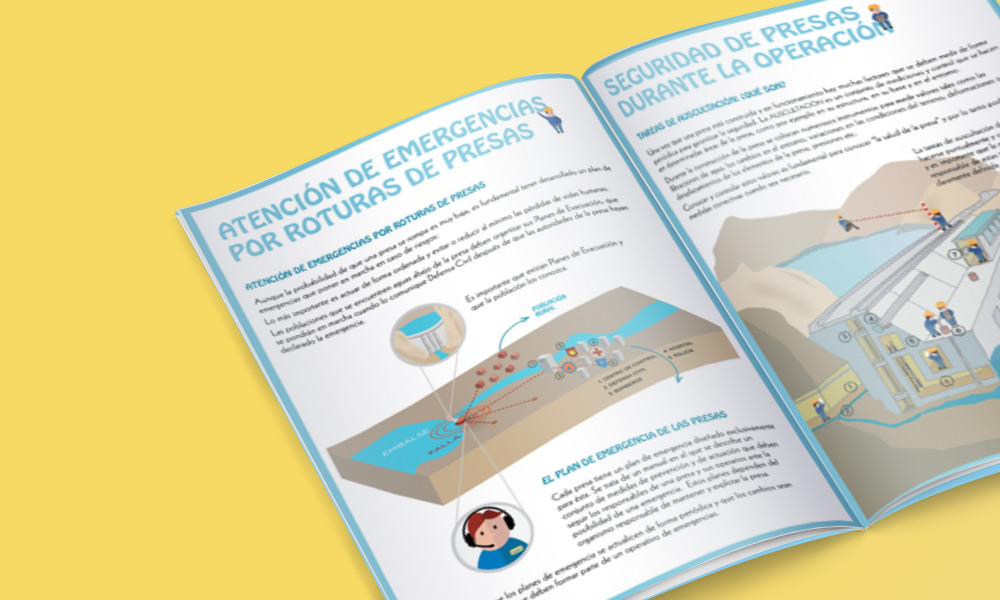 ATENCIÓN DE EMERGENCIAS
POR ROTURAS DE PRESAS
ATENCIÓN DE EMERGENCIAS POR ROTURAS DE PRESAS
Aunque la probabilidad de que una presa se rompa es muy baja, es fundamental tener desarrollado un plan de
emergencias que poner en marcha en caso de riesgo:
Lo más importante es actuar de forma ordenada y evitar o reducir al mínimo las pérdidas de vidas humanas.
Las poblaciones que se encuentren aguas abajo de la presa deben organizar sus Planes de Evacuación, que
se pondrán en marcha cuando lo comunique Defensa Civil después de que las autoridades de la presa hayan
declarado la emergencia.
Es importante que existan Planes de Evacuación y
que la población los conozca.
POBLACIÓN
RURAL
EMBALSE
FALLA
1. CENTRO DE CONTROL
2. DEFENSA CIVIL
3. BOMBEROS
4. HOSPITAL
5. POLICÍA
EL PLAN DE EMERGENCIA DE LAS PRESAS
Cada presa tiene un plan de emergencia diseñado exclusivamente
para ésta. Se trata de un manual en el que se describe un
conjunto de medidas de prevención y de actuación que deben
seguir los responsables de una presa y sus operarios ante la
posibilidad de una emergencia. Estos planes dependen del
organismo responsable de mantener y explotar la presa.
los planes de emergencia se actualicen de forma periódica y que los cambios sean
deben formar parte de un operativo de emergencias.
SEGURIDAD DE PRESAS
DURANTE LA OPERACIÓN
TAREAS DE AUSCULTACIÓN: ¿QUÉ SON?
Una vez que una presa está construida y en funcionamiento hay muchas factores que se deben medir de forma
periódica para garantizar la seguridad. La AUSCULTACIÓN es un conjunto de mediciones y control que se hacen
en determinadas áreas de la presa, como por ejemplo en su estructura, en su base y en el entorno.
Durante la construcción de la presa se colocan numerosos instrumentos para medir valores tales como las
filtraciones de agua, los cambios en el entorno, variaciones en las condiciones del terreno, deformaciones
desplazamientos de los elementos de la presa, presiones etc.
Conocer y controlar estos valores es fundamental para conocer "la salud de la presa" y por lo tanto
medidas correctivas cuando sea necesario.
La tareas de auscultación
hacerse puntualmente y
y es importante que
responsable de
claramente